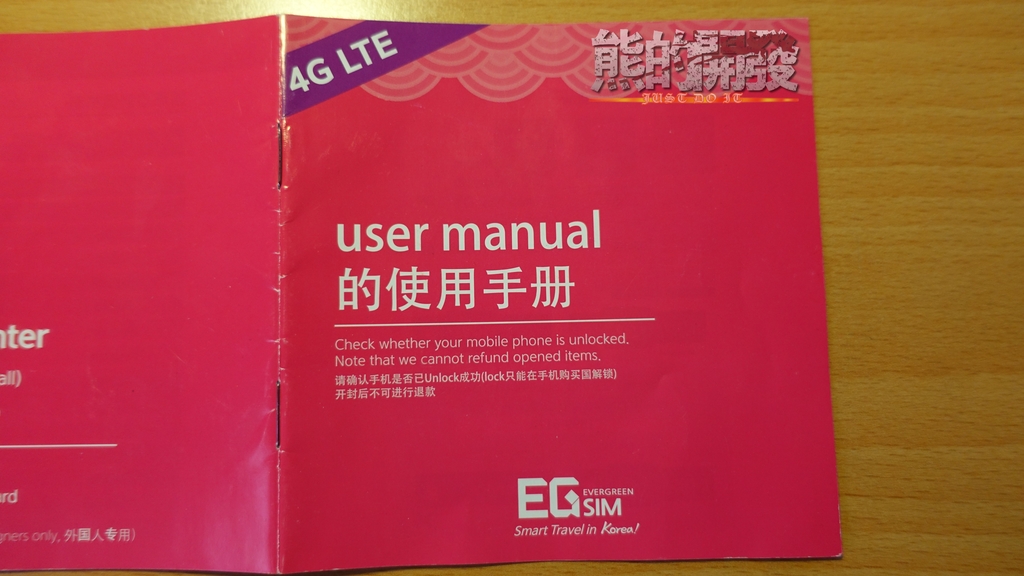 4G LTE
熊的
JUST DO IT
user manual
的使用手册
Check whether your mobile phone is unlocked.
Note that we cannot refund opened items.
请确认手机是否已Unlock成功(lock只能在手机购买国解锁)
开封后不可进行退款
EG EVERGREEN SIM
Smart Travel in Korea!
nter
all)
ard
gners only, 外国人专用)